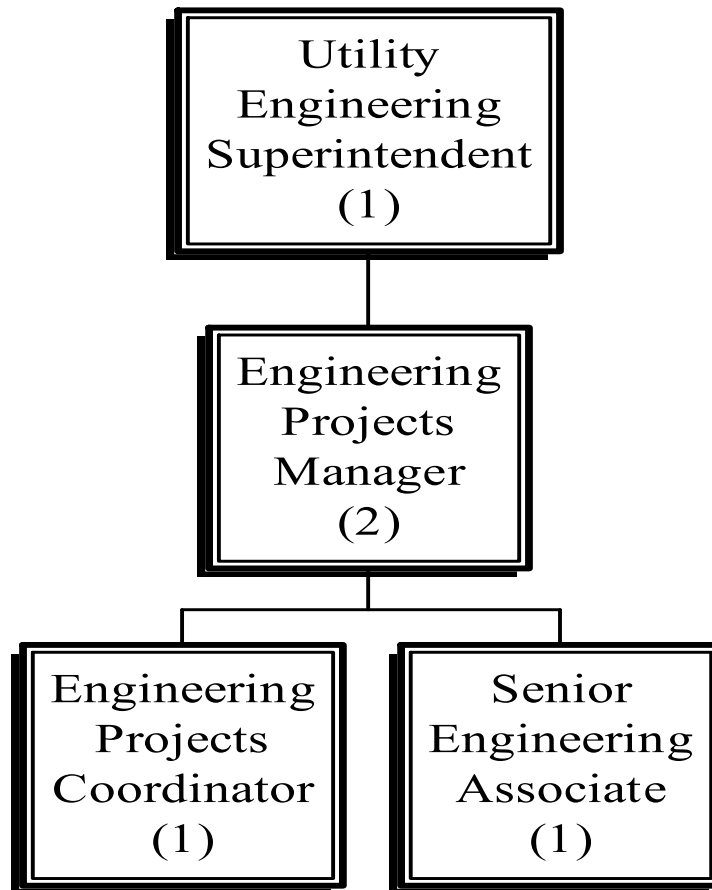 Utility
Engineering
Superintendent
(1)
Engineering
Projects
Manager
(2)
Engineering
Projects
Coordinator
(1)
Senior
Engineering
Associate
(1)